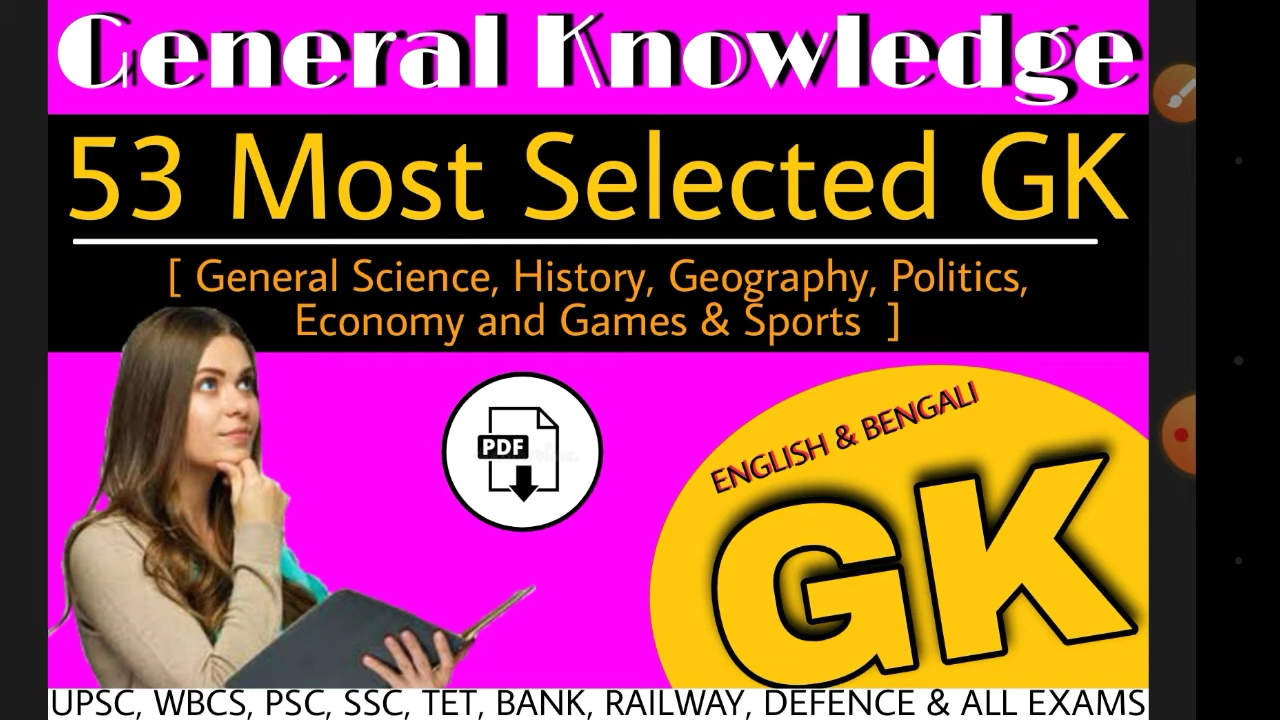 General Knowledge
53 Most Selected GK
[ General Science, History, Geography, Politics,
Economy and Games & Sports ]
PDF
ENGLISH & BENGALI
GK
UPSC, WBCS, PSC, SSC, TET, BANK, RAILWAY, DEFENCE & ALL EXAMS